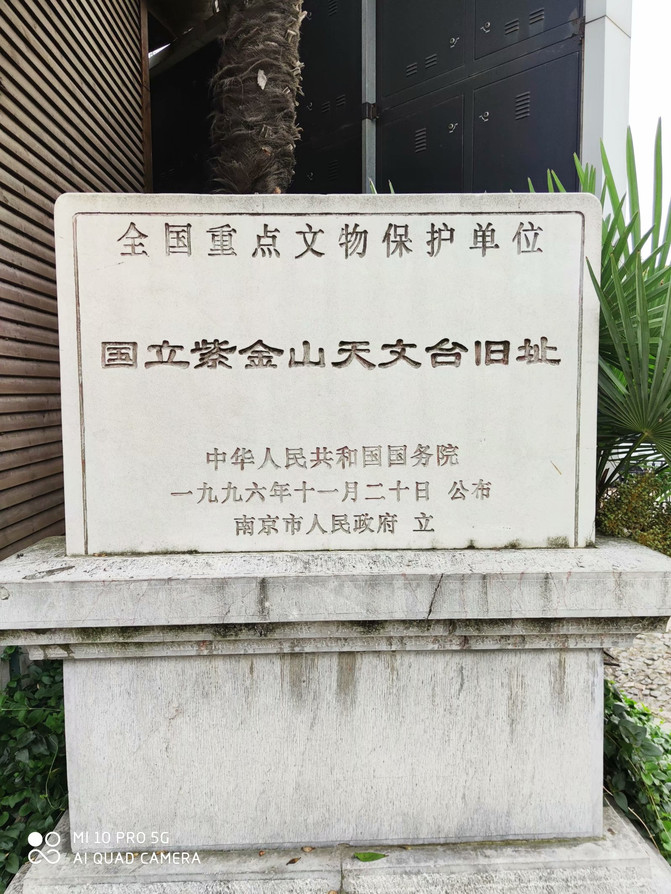 全国重点文物保护单位
国立紫金山天文台旧址
中华人民共和国国务院
一九九六年十一月二十日 公布
南京市人民政府 立
MI 10 PRO 5G
AI QUAD CAMERA